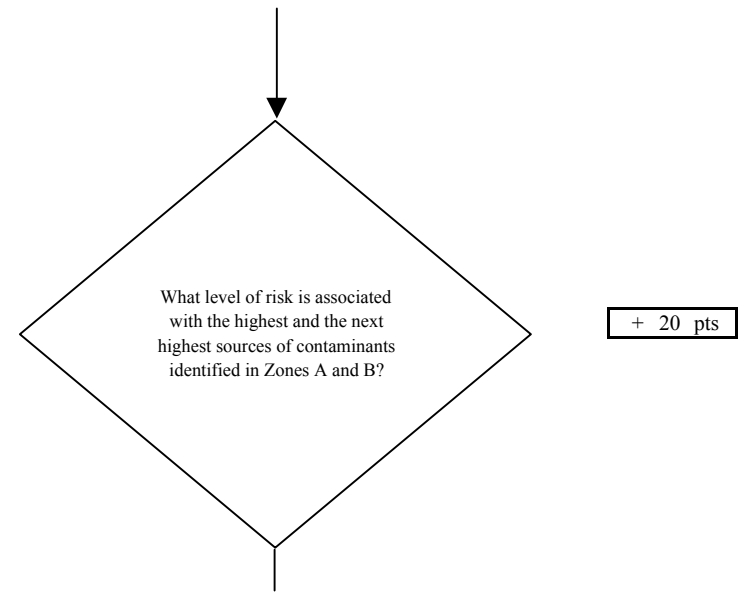 What level of risk is associated
with the highest and the next
highest sources of contaminants
identified in Zones A and B?
+ 20 pts